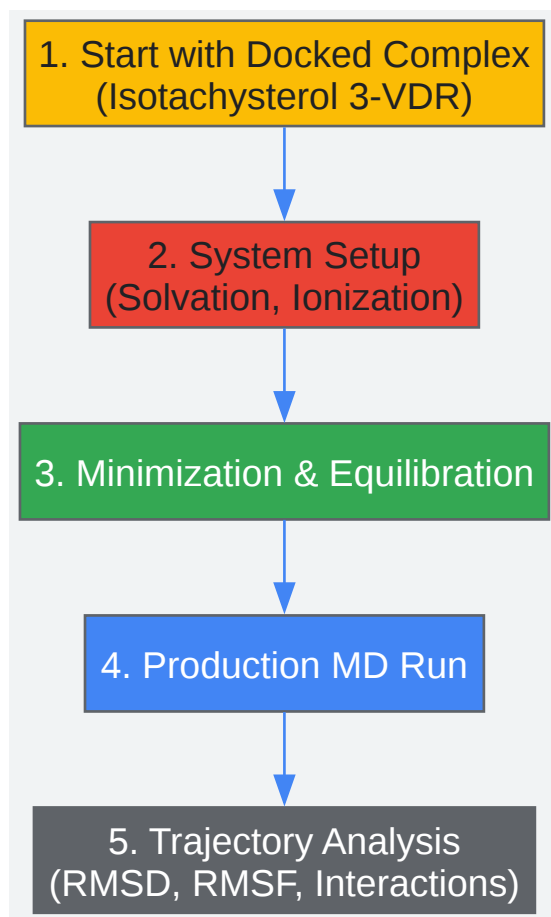 1. Start with Docked Complex
(Isotachysterol 3-VDR)
2. System Setup
(Solvation, Ionization)
3. Minimization & Equilibration
4. Production MD Run
5. Trajectory Analysis
(RMSD, RMSF, Interactions)